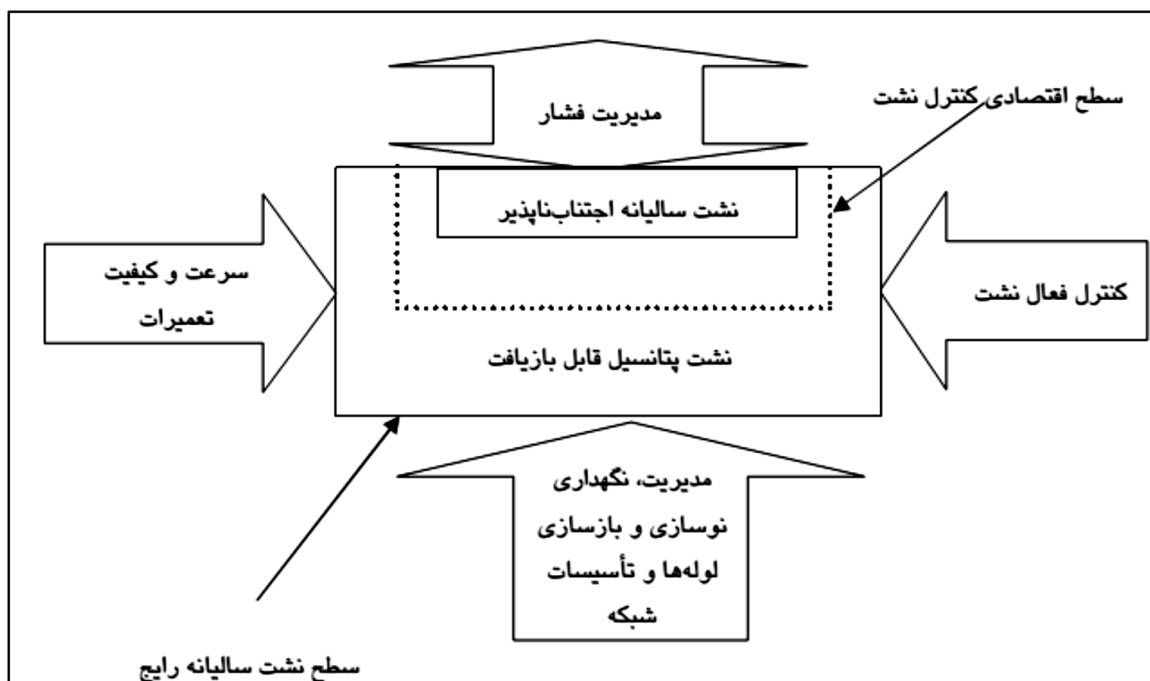 مدیریت فشار
سطح اقتصادی کنترل نشت
نشت سالیانه اجتناب‌ناپذیر
کنترل فعال نشت
سرعت و کیفیت
تعمیرات
نشت پتانسیل قابل بازیافت
مدیریت، نگهداری
نوسازی و بازسازی
لوله‌ها و تأسیسات
شبکه
سطح نشت سالیانه رایج